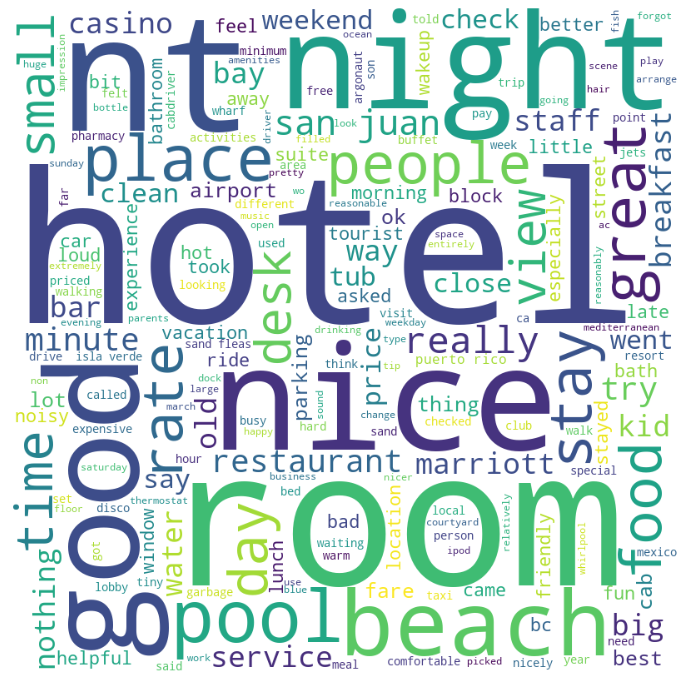 casino
nt
night
feel
weekend
check
better
told
ocean
fish
forgot
small
huge
impression
bit
felt
bottle
bathroom
cabdriver
wharf
minimum
amenities
bay
away
free
argonaut
son
wakeup
trip
going
scene
play
hair
arrange
pharmacy
activities
filled
driver
look
san juan
pay
staff
point
place
suite
area
buffet
week
little
jets
sunday
pretty
people
street
great
breakfast
far
clean
airport
different
music
wo
reasonable
morning
block
view
especially
ac
car
loud
experience
hot
open
used
tub
ok
tourist
way
space
entirely
close
reasonably
extremely
priced
walking
took
looking
desk
asked
hotel
bar
evening
parents
vacation
sand fleas
drinking
visit
weekday
ca
late
mediterranean
minute
drive
isla verde
ride
dock
parking
think
price
type
puerto rico
really
went
resort
stay
non
called
large
tip
bath
try
lot
noisy
expensive
march
old
busy
happy
sound
hard
change
sand
thing
checked
club
walk
stayed
kid
nice
good
rate
time
saturday
say
hour
restaurant
marriott
special
food
set
floor
disco
window
thermostat
business
bed
nicer
got
water
day
room
bad
waiting
warm
location
local
courtyard
person
ipod
relatively
friendly
whirlpool
mexico
nothing
lobby
tiny
garbage
lunch
use
blue
fare
taxi
came
fun
cab
pool
beach
bc
big
need
helpful
said
work
service
meal
comfortable
picked
nicely
year
best